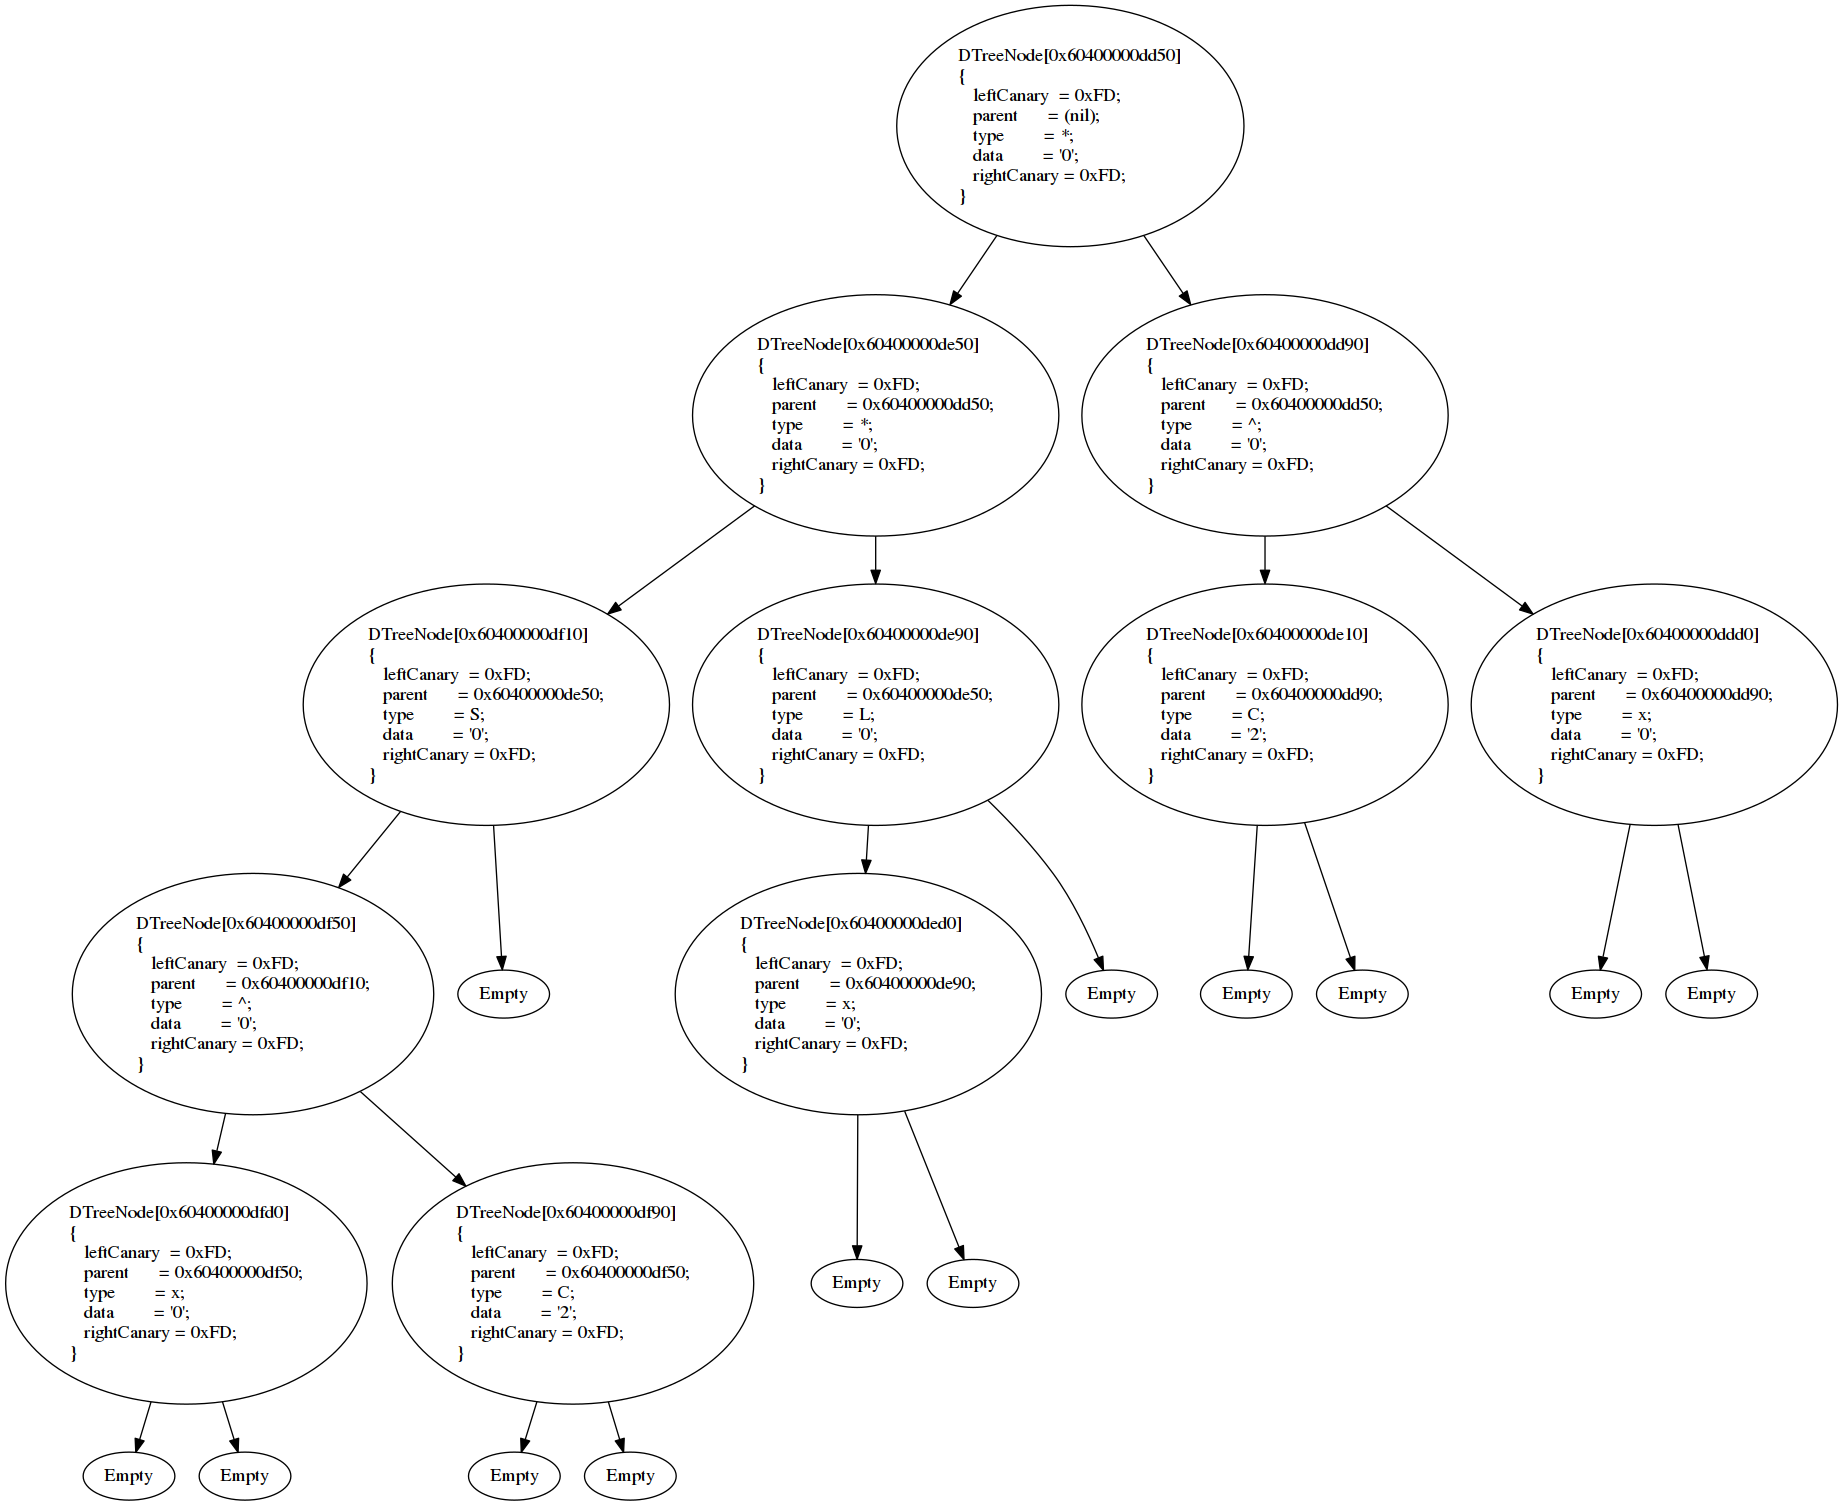 DTreeNode[0x60400000dd50]
{
leftCanary = 0xFD;
parent = (nil);
type = *;
data = '0';
rightCanary = 0xFD;
}
DTreeNode[0x60400000de50]
{
leftCanary = 0xFD;
parent = 0x60400000dd50;
type = *;
data = '0';
rightCanary = 0xFD;
}
DTreeNode[0x60400000dd90]
{
leftCanary = 0xFD;
parent = 0x60400000dd50;
type = ^;
data = '0';
rightCanary = 0xFD;
}
DTreeNode[0x60400000df10]
{
leftCanary = 0xFD;
parent = 0x60400000de50;
type = S;
data = '0';
rightCanary = 0xFD;
}
DTreeNode[0x60400000de90]
{
leftCanary = 0xFD;
parent = 0x60400000de50;
type = L;
data = '0';
rightCanary = 0xFD;
}
DTreeNode[0x60400000de10]
{
leftCanary = 0xFD;
parent = 0x60400000dd90;
type = C;
data = '2';
rightCanary = 0xFD;
}
DTreeNode[0x60400000ddd0]
{
leftCanary = 0xFD;
parent = 0x60400000dd90;
type = x;
data = '0';
rightCanary = 0xFD;
}
DTreeNode[0x60400000df50]
{
leftCanary = 0xFD;
parent = 0x60400000df10;
type = ^;
data = '0';
rightCanary = 0xFD;
}
Empty
DTreeNode[0x60400000ded0]
{
leftCanary = 0xFD;
parent = 0x60400000de90;
type = x;
data = '0';
rightCanary = 0xFD;
}
Empty
Empty
Empty
Empty
Empty
DTreeNode[0x60400000dfd0]
{
leftCanary = 0xFD;
parent = 0x60400000df50;
type = x;
data = '0';
rightCanary = 0xFD;
}
DTreeNode[0x60400000df90]
{
leftCanary = 0xFD;
parent = 0x60400000df50;
type = C;
data = '2';
rightCanary = 0xFD;
}
Empty
Empty
Empty
Empty
Empty
Empty